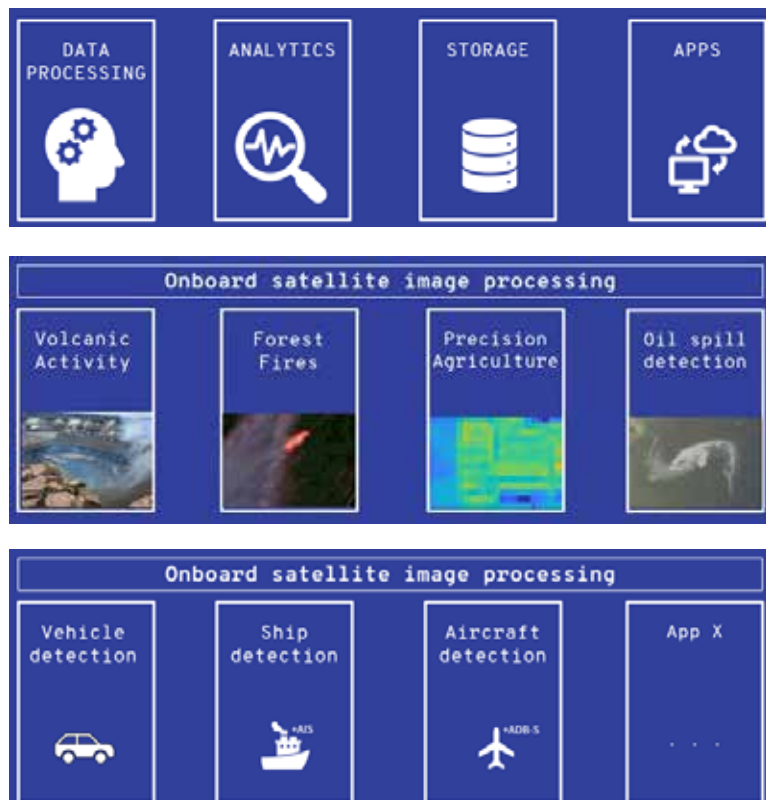 DATA
PROCESSING
ANALYTICS
STORAGE
APPS
Onboard satellite image processing
Volcanic
Activity
Forest
Fires
Precision
Agriculture
Oil spill
detection
Onboard satellite image processing
Vehicle
detection
Ship
detection
+AIS
Aircraft
detection
+ADB-S
App X
. . .